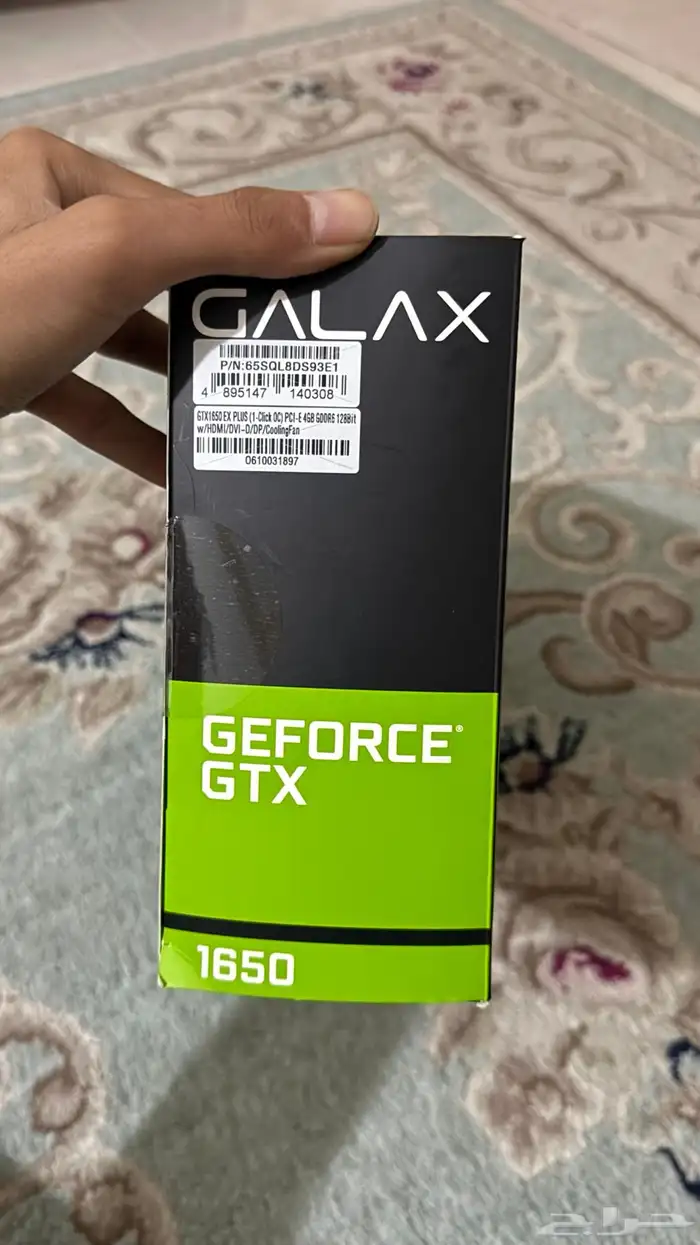 GALAX
P/N:65SQL8DS93E1
4 895147 140308
GTX1650 EX PLUS (1-Click OC) PCI-E 4GB GDDR6 128Bit
w/HDMI/DVI-D/DP/CoolingFan
0610031897
GEFORCE®
GTX
1650
حراج